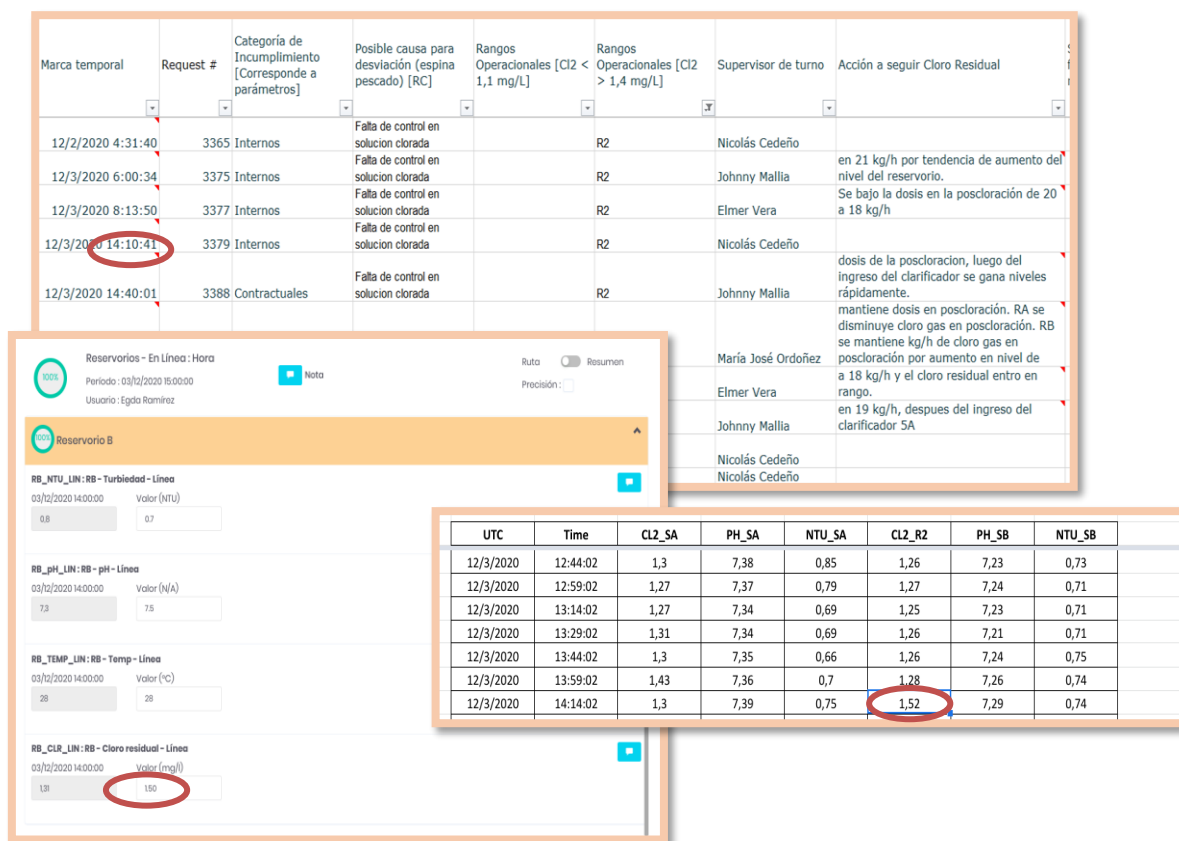 Marca temporal
Request #
Categoría de
Incumplimiento
[Corresponde a
parámetros]
Posible causa para
desviación (espina
pescado) [RC]
Rangos
Operacionales [Cl2 <
1,1 mg/L]
Rangos
Operacionales [Cl2
> 1,4 mg/L]
Supervisor de turno
Acción a seguir Cloro Residual
12/2/2020 4:31:40 3365 Internos Falta de control en
solucion clorada R2 Nicolás Cedeño
12/3/2020 6:00:34 3375 Internos Falta de control en
solucion clorada R2 Johnny Mallia en 21 kg/h por tendencia de aumento del
nivel del reservorio.
12/3/2020 8:13:50 3377 Internos Falta de control en
solucion clorada R2 Elmer Vera Se bajo la dosis en la poscloración de 20
a 18 kg/h
12/3/2020 14:10:41 3379 Internos Falta de control en
solucion clorada R2 Nicolás Cedeño
12/3/2020 14:40:01 3388 Contractuales Falta de control en
solucion clorada R2 Johnny Mallia dosis de la poscloracion, luego del
ingreso del clarificador se gana niveles
rápidamente.
María José Ordoñez mantiene dosis en poscloración. RA se
disminuye cloro gas en poscloración. RB
se mantiene kg/h de cloro gas en
poscloración por aumento en nivel de
Elmer Vera a 18 kg/h y el cloro residual entro en
rango.
Johnny Mallia en 19 kg/h, despues del ingreso del
clarificador 5A
Nicolás Cedeño
Nicolás Cedeño
100%
Reservorios - En Línea : Hora
Periodo : 03/12/2020 15:00:00
Usuario : Egda Ramírez
Nota
Ruta Resumen
Precisión :
100% Reservorio B
RB_NTU_LIN : RB - Turbiedad - Línea
03/12/2020 14:00:00 Valor (NTU)
0,8 0.7
RB_pH_LIN : RB - pH - Línea
03/12/2020 14:00:00 Valor (N/A)
7,3 7.5
RB_TEMP_LIN : RB - Temp - Línea
03/12/2020 14:00:00 Valor (ºC)
28 28
RB_CLR_LIN : RB - Cloro residual - Línea
03/12/2020 14:00:00 Valor (mg/l)
1,31 1.50
UTC Time CL2_SA PH_SA NTU_SA CL2_R2 PH_SB NTU_SB
12/3/2020 12:44:02 1,3 7,38 0,85 1,26 7,23 0,73
12/3/2020 12:59:02 1,27 7,37 0,79 1,27 7,24 0,71
12/3/2020 13:14:02 1,27 7,34 0,69 1,25 7,23 0,71
12/3/2020 13:29:02 1,31 7,34 0,69 1,26 7,21 0,71
12/3/2020 13:44:02 1,3 7,35 0,66 1,26 7,24 0,75
12/3/2020 13:59:02 1,43 7,36 0,7 1,28 7,26 0,74
12/3/2020 14:14:02 1,3 7,39 0,75 1,52 7,29 0,74